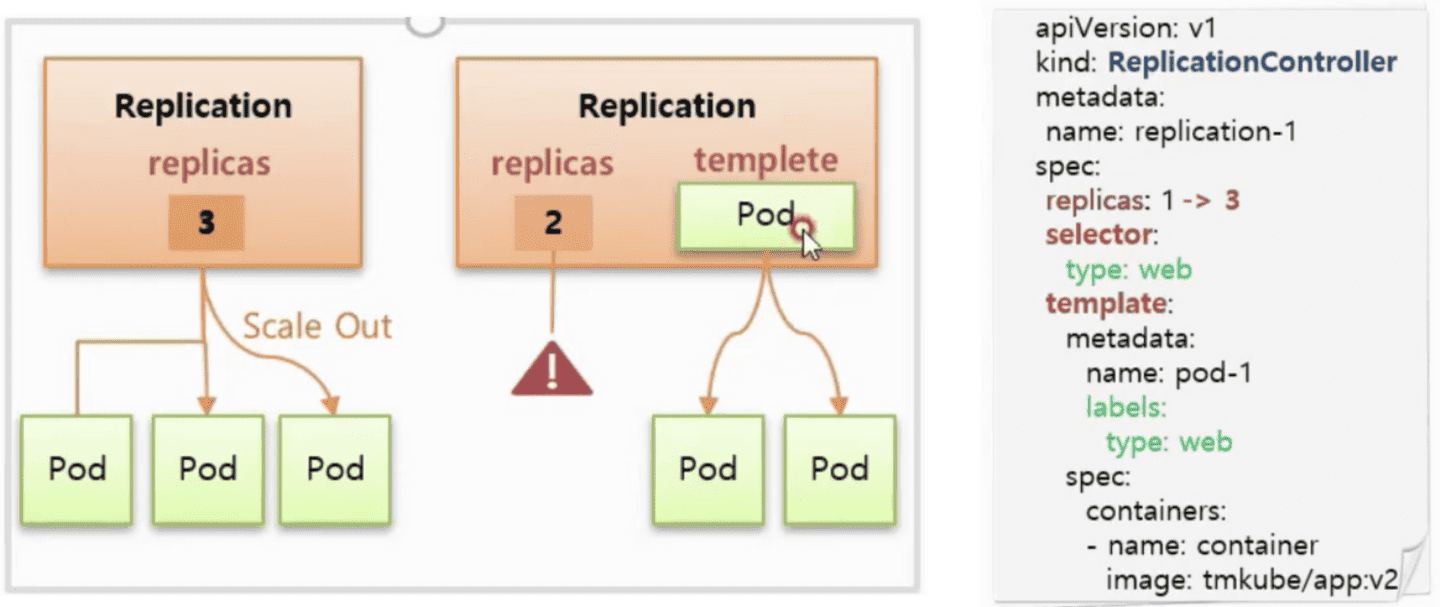 Replication
replicas
3
Scale Out
Pod
Pod
Pod
Replication
replicas
templete
2
Pod
!
Pod
Pod
apiVersion: v1
kind: ReplicationController
metadata:
name: replication-1
spec:
replicas: 1 -> 3
selector:
type: web
template:
metadata:
name: pod-1
labels:
type: web
spec:
containers:
- name: container
image: tmkube/app:v2